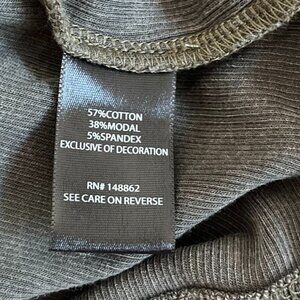 57%COTTON
38%MODAL
5%SPANDEX
EXCLUSIVE OF DECORATION
RN# 148862
SEE CARE ON REVERSE